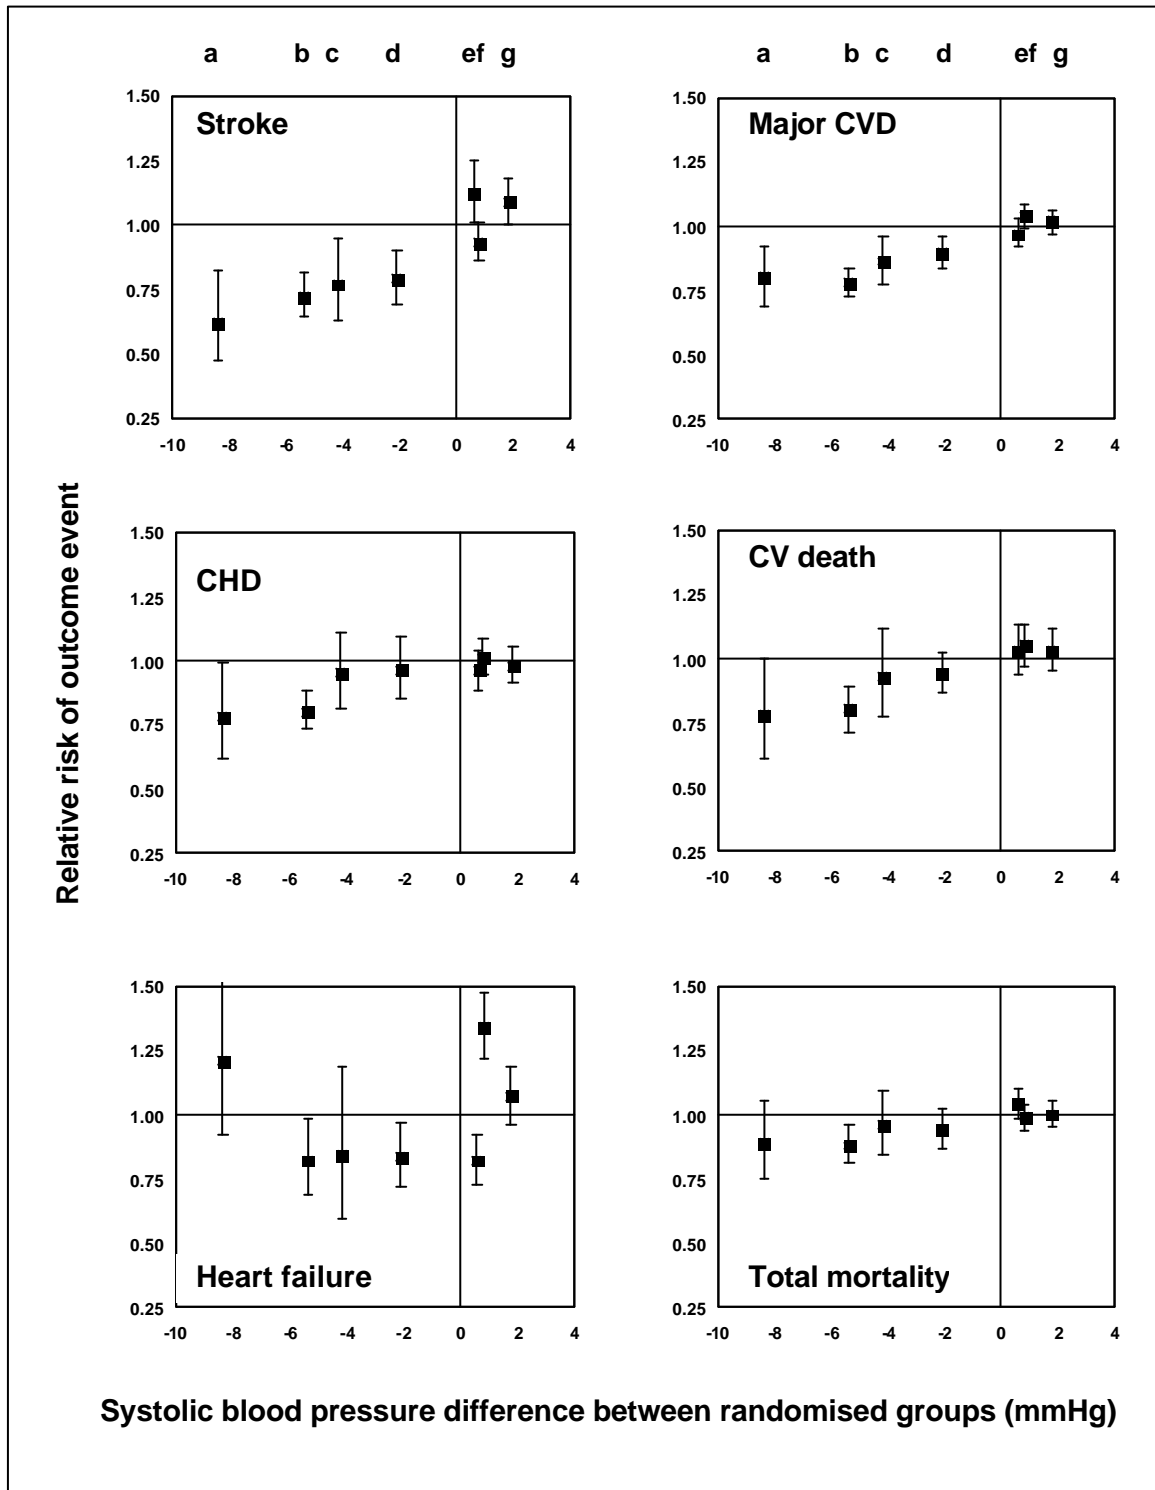 a b c d ef g
a b c d ef g
Stroke
1.50
1.25
1.00
0.75
0.50
0.25
-10 -8 -6 -4 -2 0 2 4
Major CVD
1.50
1.25
1.00
0.75
0.50
0.25
-10 -8 -6 -4 -2 0 2 4
Relative risk of outcome event
CHD
1.50
1.25
1.00
0.75
0.50
0.25
-10 -8 -6 -4 -2 0 2 4
CV death
1.50
1.25
1.00
0.75
0.50
0.25
-10 -8 -6 -4 -2 0 2 4
1.50
1.25
1.00
0.75
0.50
0.25
Heart failure
-10 -8 -6 -4 -2 0 2 4
1.50
1.25
1.00
0.75
0.50
0.25
Total mortality
-10 -8 -6 -4 -2 0 2 4
Systolic blood pressure difference between randomised groups (mmHg)